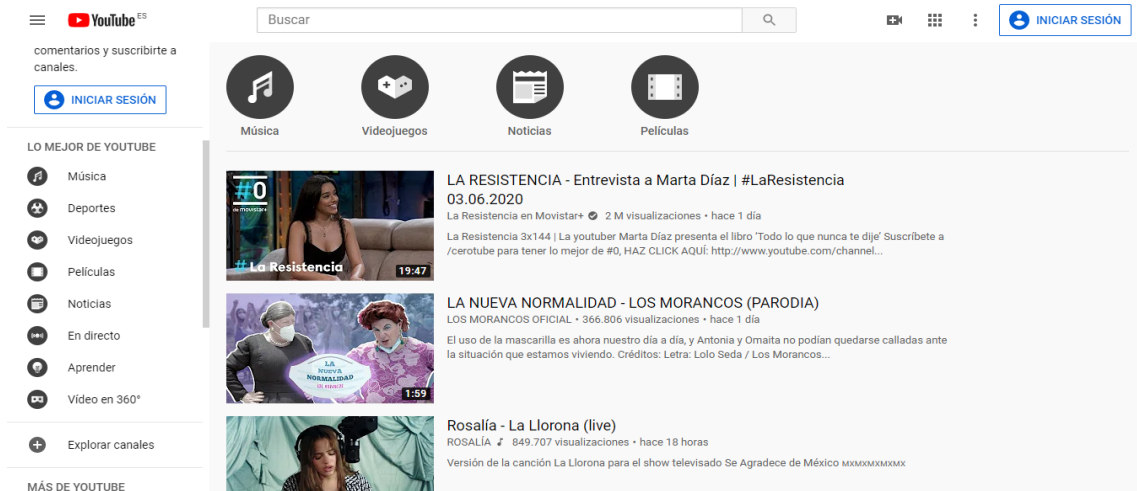 YouTube ES
Buscar
INICIAR SESIÓN
comentarios y suscribirte a
canales.
INICIAR SESIÓN
LO MEJOR DE YOUTUBE
Música
Deportes
Videojuegos
Películas
Noticias
En directo
Aprender
Vídeo en 360°
Explorar canales
MÁS DE YOUTUBE
Música
Videojuegos
Noticias
Películas
#0
de movistar+
# La Resistencia
19:47
LA RESISTENCIA - Entrevista a Marta Díaz | #LaResistencia
03.06.2020
La Resistencia en Movistar+ 2 M visualizaciones • hace 1 día
La Resistencia 3x144 | La youtuber Marta Díaz presenta el libro 'Todo lo que nunca te dije' Suscríbete a
/cerotube para tener lo mejor de #0, HAZ CLICK AQUÍ: http://www.youtube.com/channel...
LA
NUEVA
NORMALIDAD
1:59
LA NUEVA NORMALIDAD - LOS MORANCOS (PARODIA)
LOS MORANCOS OFICIAL • 366.806 visualizaciones • hace 1 día
El uso de la mascarilla es ahora nuestro día a día, y Antonia y Omaita no podían quedarse calladas ante
la situación que estamos viviendo. Créditos: Letra: Lolo Seda / Los Morancos...
Rosalía - La Llorona (live)
ROSALÍA 849.707 visualizaciones • hace 18 horas
Versión de la canción La Llorona para el show televisado Se Agradece de México MXMXMXMXMX